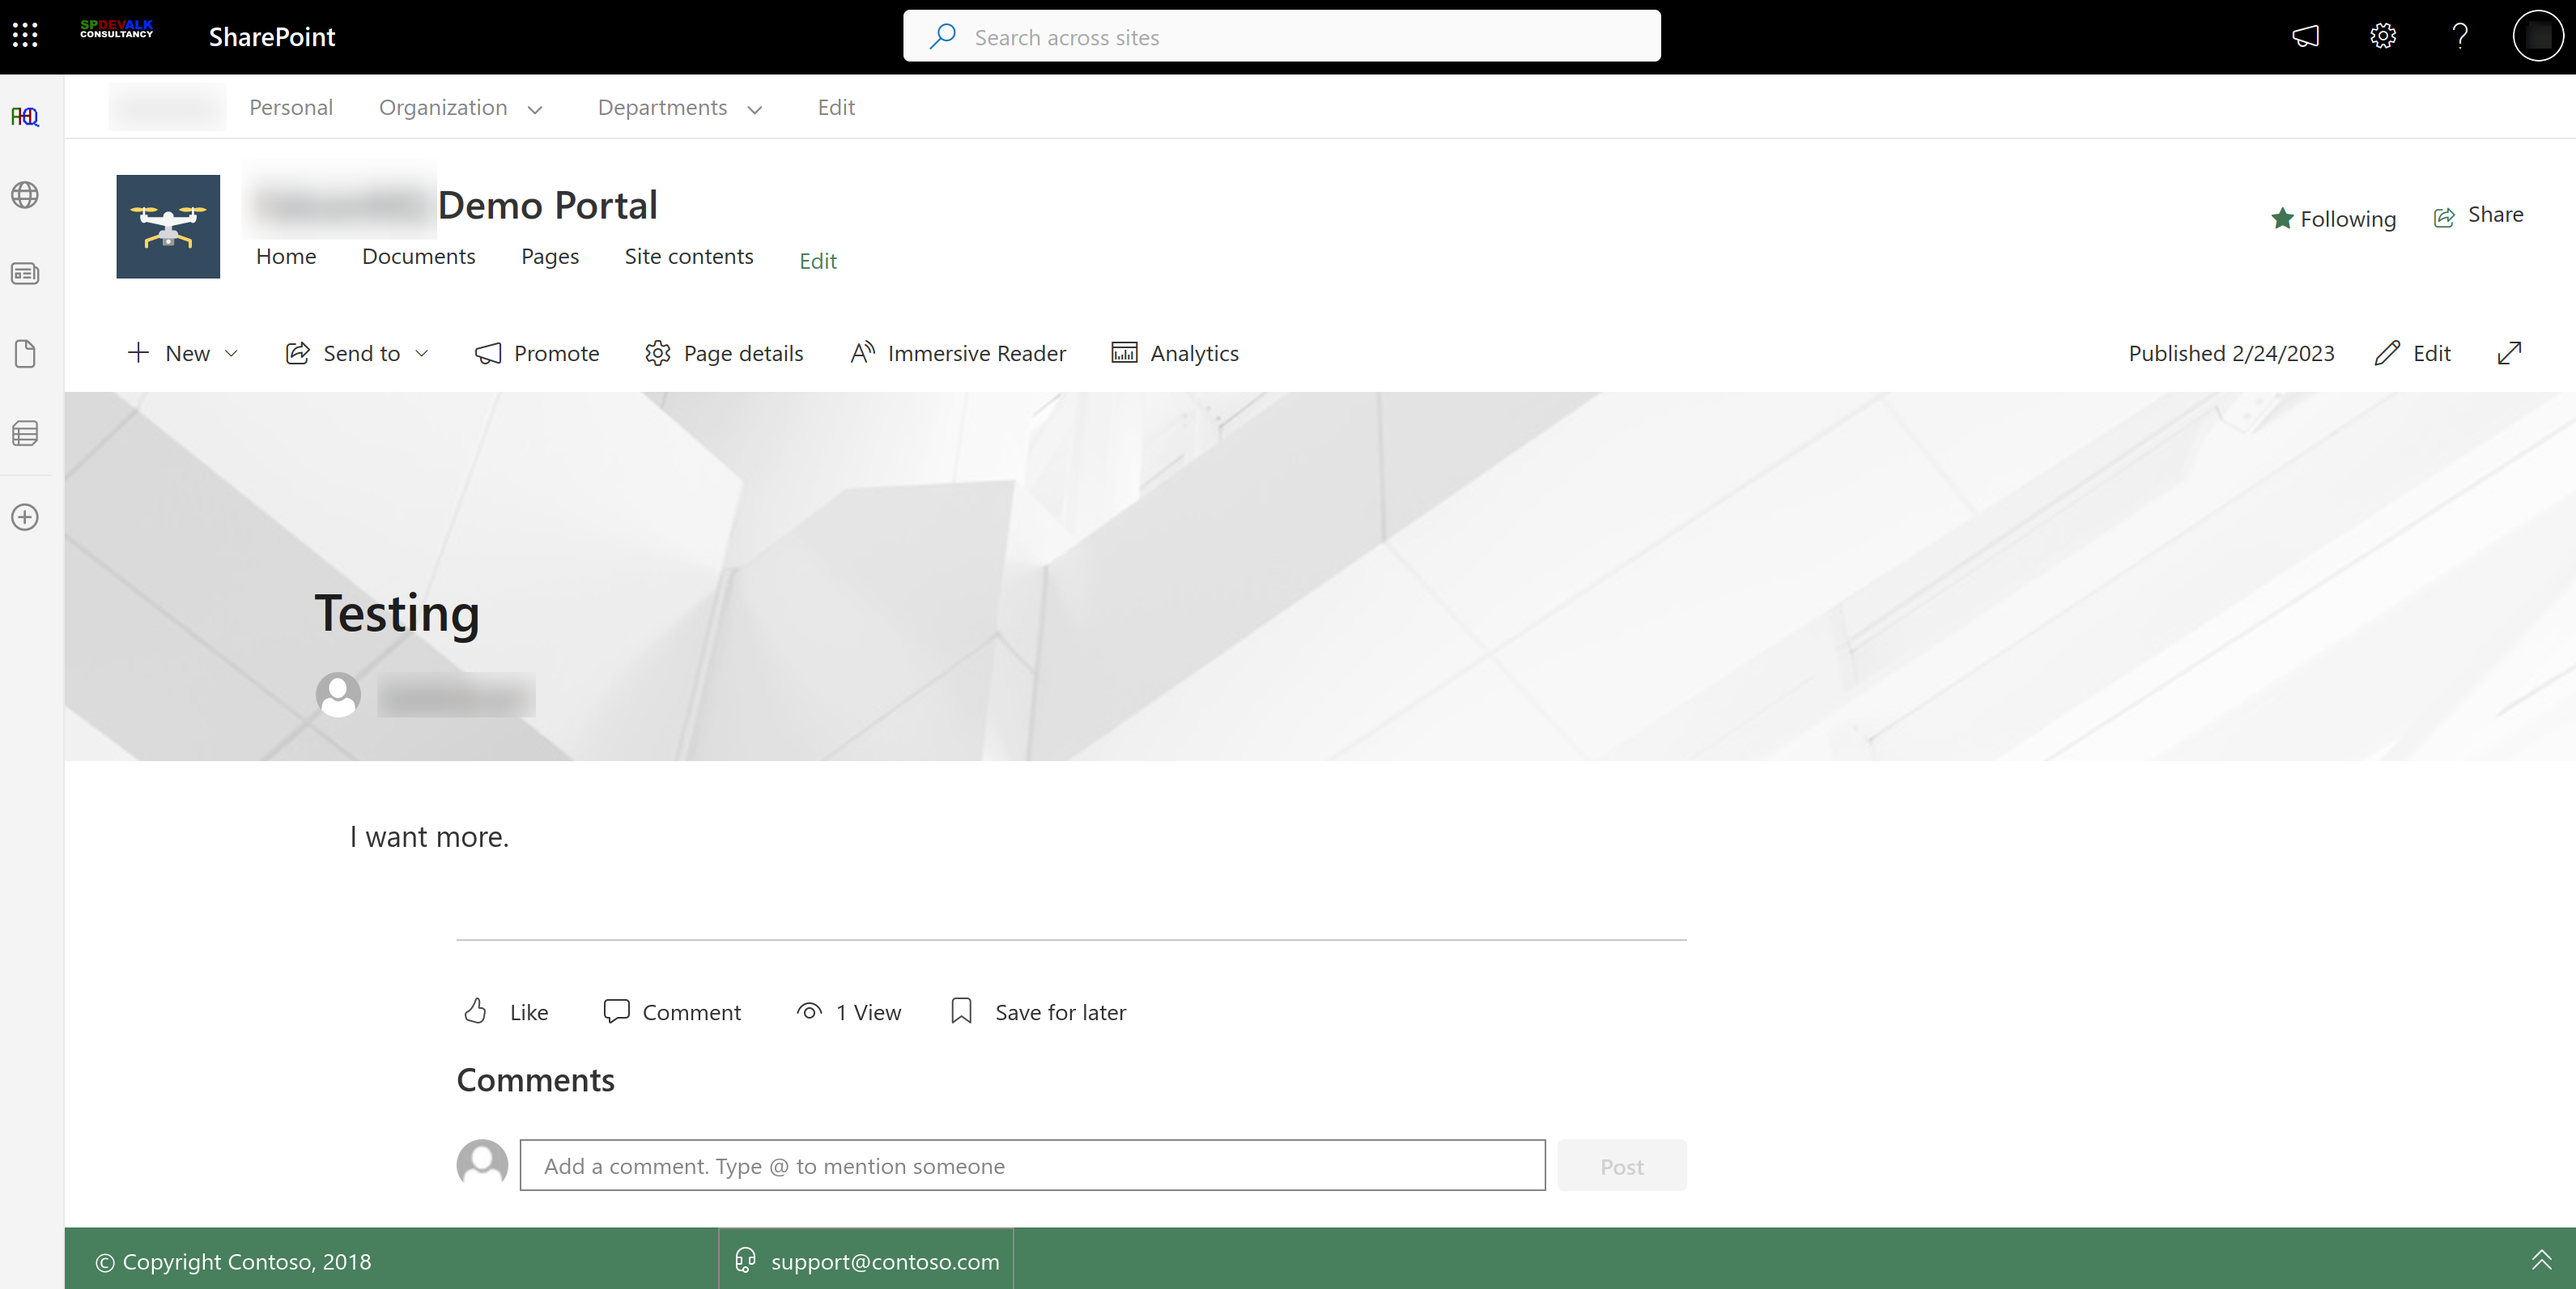 SPDEVALK
CONSULTANCY
SharePoint
Search across sites
Personal Organization Departments Edit
Demo Portal
Following Share
Home Documents Pages Site contents Edit
New Send to Promote Page details Immersive Reader Analytics Published 2/24/2023 Edit
Testing
I want more.
Like Comment 1 View Save for later
Comments
Add a comment. Type @ to mention someone Post
© Copyright Contoso, 2018 support@contoso.com